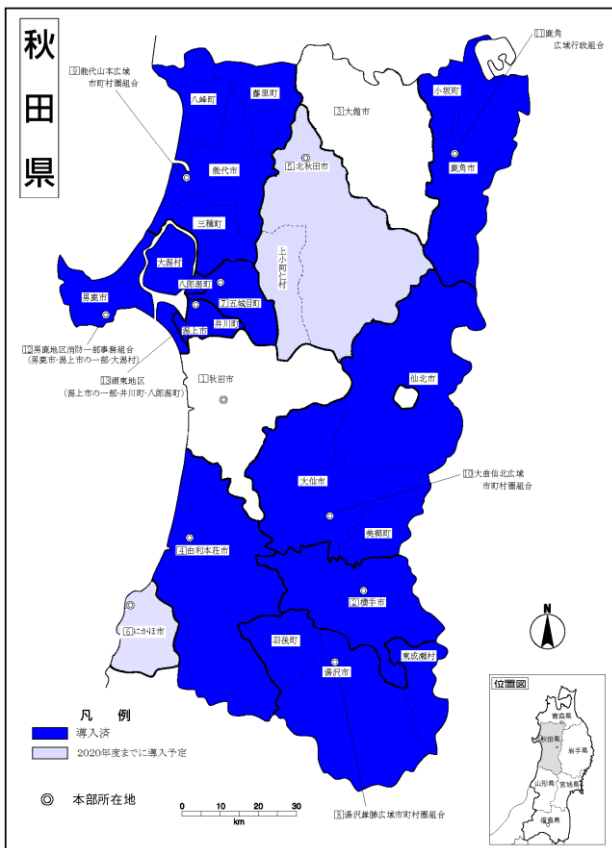 秋田県
11鹿角
広域行政組合
9能代山本広域
市町村圏組合
八峰町
藤里町
小坂町
3大館市
鹿角市
5北秋田市
能代市
三種町
上小阿仁村
大潟村
八郎潟町
7五城目町
男鹿市
潟上市
井川町
12男鹿地区消防一部事務組合
(男鹿市・潟上市の一部・大潟村)
13湖東地区
(潟上市の一部・井川町・八郎潟町)
1秋田市
仙北市
10大曲仙北広域
市町村圏組合
大仙市
美郷町
4由利本荘市
2横手市
6にかほ市
羽後町
東成瀬村
湯沢市
8湯沢雄勝広域市町村圏組合
N
凡 例
導入済
2020年度までに導入予定
本部所在地
0 10 20 30
km
位置図
青森県
秋田県
岩手県
山形県
宮城県
福島県